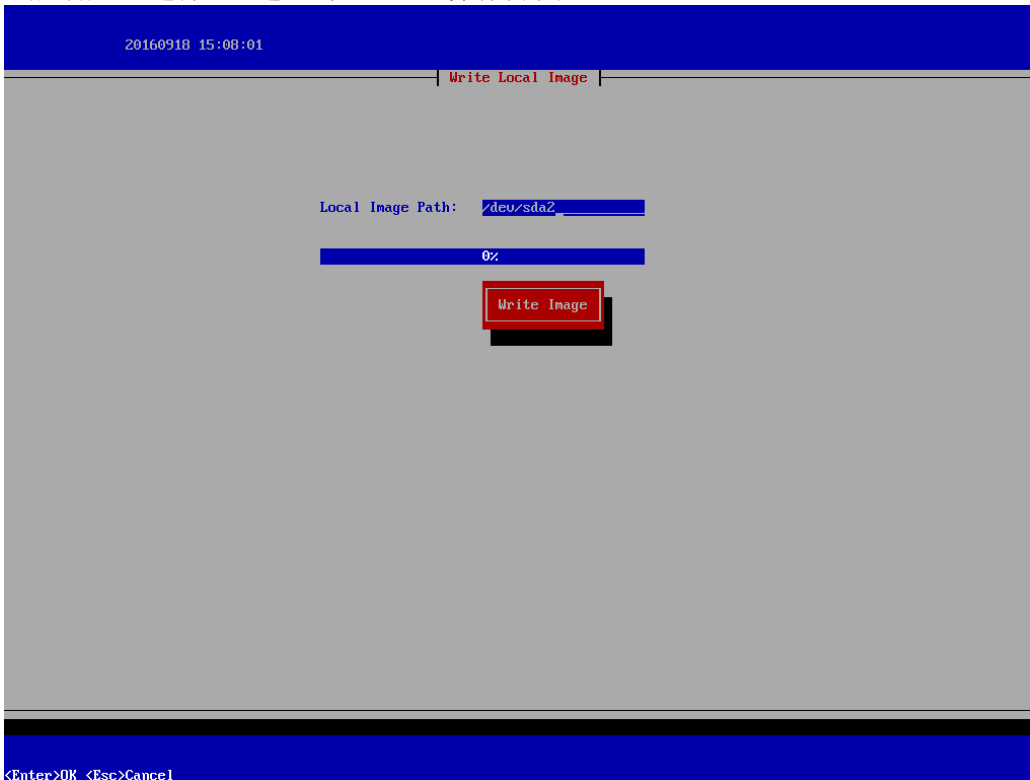 20160918 15:08:01
Write Local Image
Local Image Path: /dev/sda2
0%
Write Image
<Enter>OK <Esc>Cancel